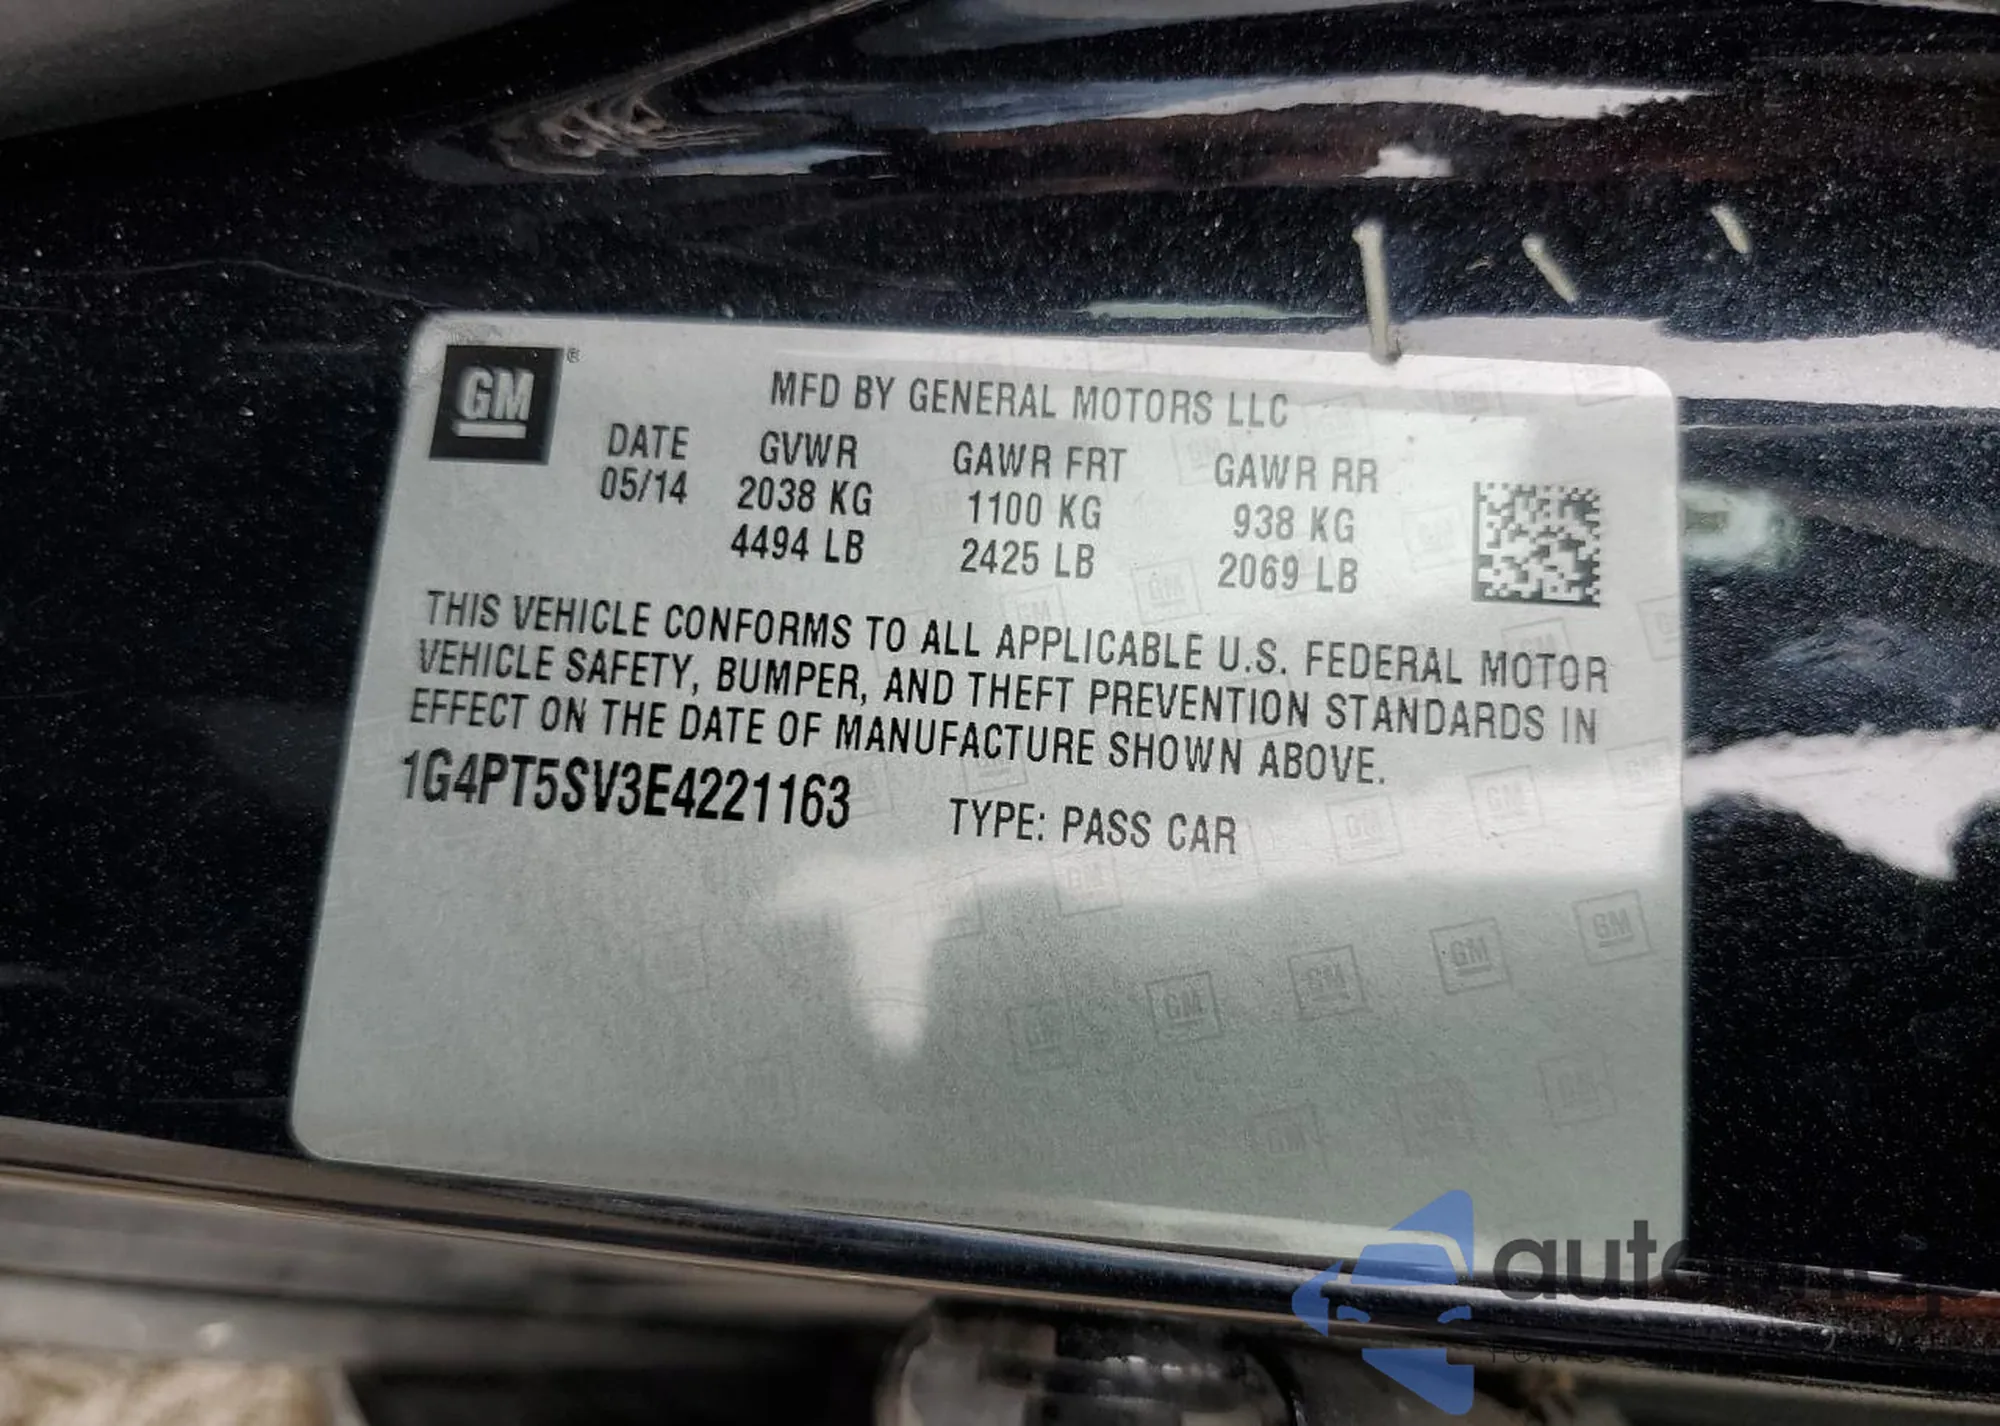 GM ®
MFD BY GENERAL MOTORS LLC
DATE GVWR GAWR FRT GAWR RR
05/14 2038 KG 1100 KG 938 KG
4494 LB 2425 LB 2069 LB
THIS VEHICLE CONFORMS TO ALL APPLICABLE U.S. FEDERAL MOTOR
VEHICLE SAFETY, BUMPER, AND THEFT PREVENTION STANDARDS IN
EFFECT ON THE DATE OF MANUFACTURE SHOWN ABOVE.
1G4PT5SV3E4221163 TYPE: PASS CAR